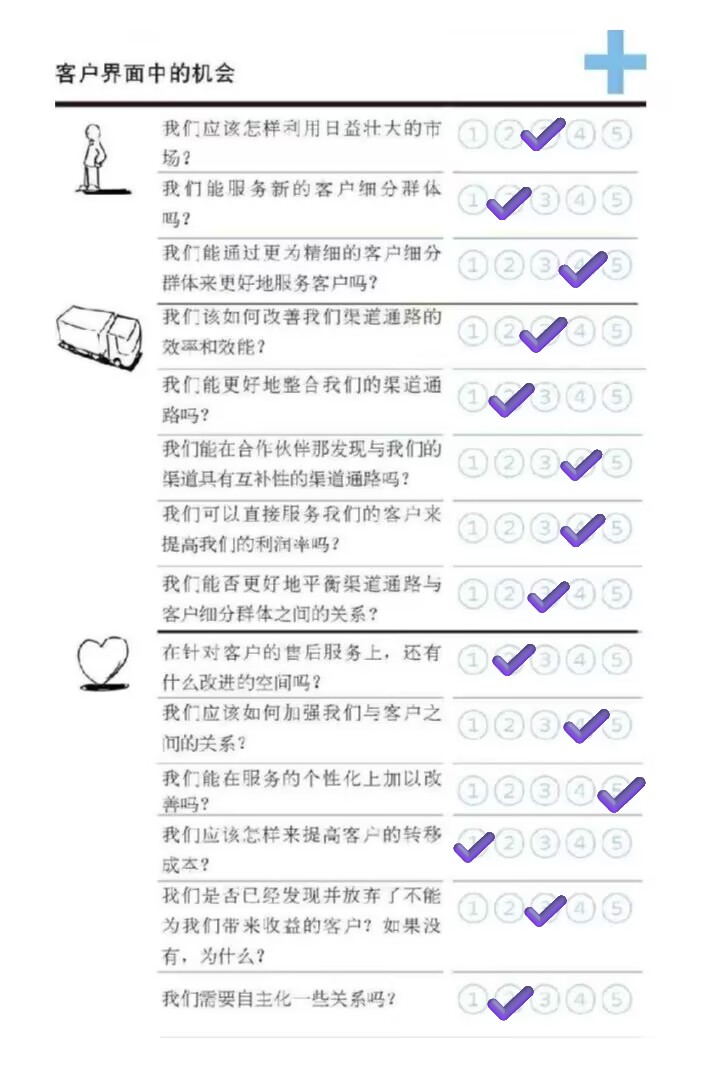 客户界面中的机会
我们应该怎样利用日益壮大的市
场?
① ② ④ ⑤
我们能服务新的客户细分群体
吗?
① ③ ④ ⑤
我们能通过更为精细的客户细分
群体来更好地服务客户吗?
① ② ③ ⑤
我们该如何改善我们渠道通路的
效率和效能?
① ② ④ ⑤
我们能更好地整合我们的渠道通
路吗?
① ③ ④ ⑤
我们能在合作伙伴那发现与我们的
渠道具有互补性的渠道通路吗?
① ② ③ ⑤
我们可以直接服务我们的客户来
提高我们的利润率吗?
① ② ③ ⑤
我们能否更好地平衡渠道通路与
客户细分群体之间的关系?
① ② ④ ⑤
在针对客户的售后服务上，还有
什么改进的空间吗?
① ③ ④ ⑤
我们应该如何加强我们与客户之
间的关系?
① ② ③ ⑤
我们能在服务的个性化上加以改
善吗?
① ② ③ ④
我们应该怎样来提高客户的转移
成本?
② ③ ④ ⑤
我们是否已经发现并放弃了不能
为我们带来收益的客户? 如果没
有，为什么?
① ② ④ ⑤
我们需要自主化一些关系吗?
① ③ ④ ⑤